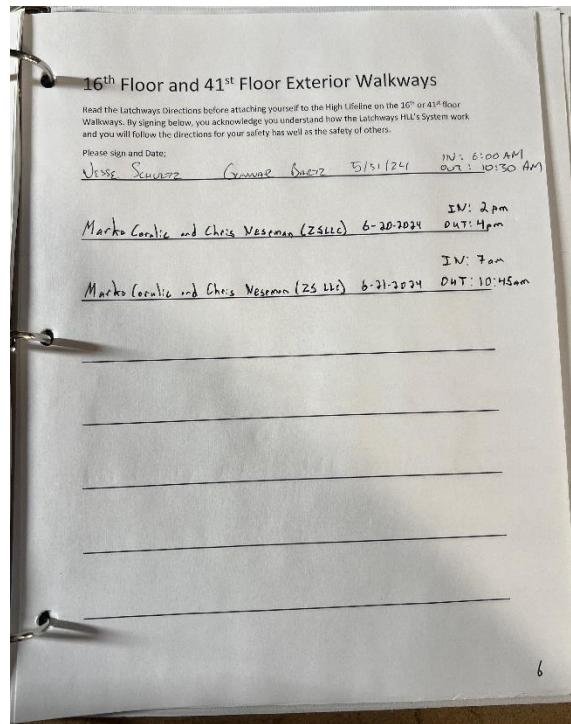 16th Floor and 41st Floor Exterior Walkways
Read the Latchways Directions before attaching yourself to the High Lifeline on the 16th or 41st floor
Walkways. By signing below, you acknowledge you understand how the Latchways HLL's System work
and you will follow the directions for your safety has well as the safety of others.
Please sign and Date;
IN: 6:00 AM
Schultz 5/31/24 OUT: 10:30 AM
IN: 2pm
Marko and Chris Neseman (ZSLLC) 6-20-2024 OUT: 4pm
IN: 7am
Marko and Chris Neseman (ZS LLC) 6-21-2024 OUT: 10:45am
6